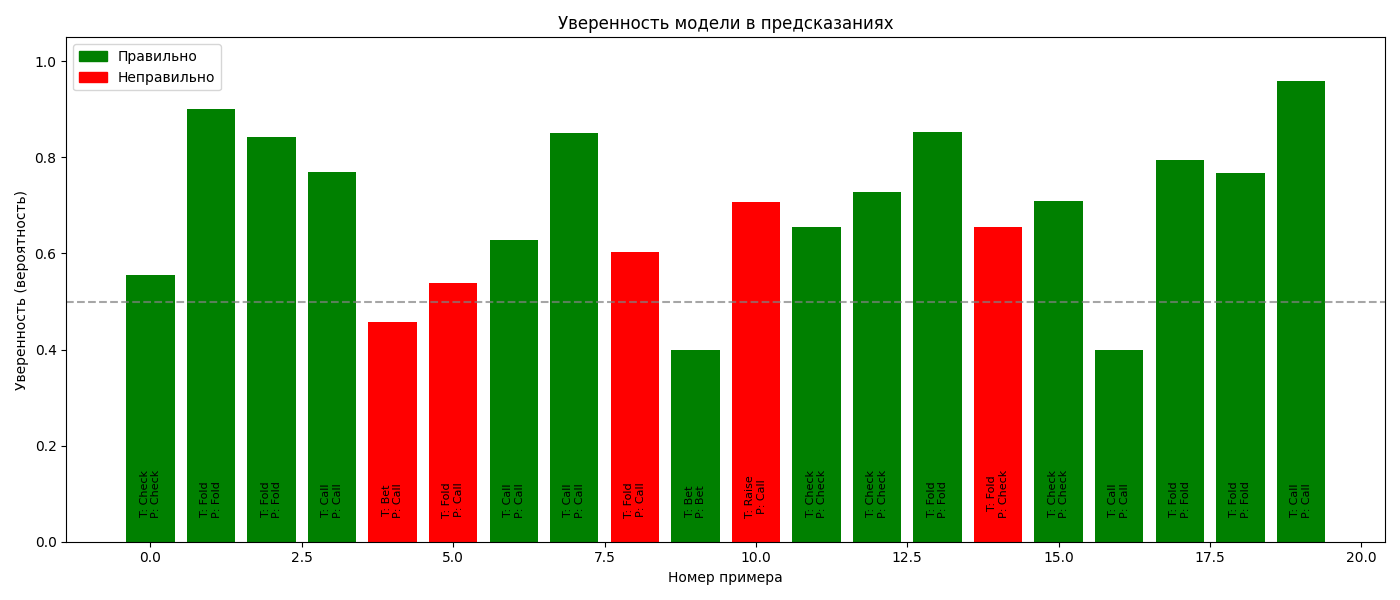 Уверенность модели в предсказаниях
Правильно
Неправильно
Уверенность (вероятность)
1.0
0.8
0.6
0.4
0.2
0.0
T: Check
P: Check
T: Fold
P: Fold
T: Fold
P: Fold
T: Call
P: Call
T: Bet
P: Call
T: Fold
P: Call
T: Call
P: Call
T: Call
P: Call
T: Fold
P: Call
T: Bet
P: Bet
T: Raise
P: Call
T: Check
P: Check
T: Check
P: Check
T: Fold
P: Fold
T: Fold
P: Check
T: Check
P: Check
T: Call
P: Call
T: Fold
P: Fold
T: Fold
P: Fold
T: Call
P: Call
0.0 2.5 5.0 7.5 10.0 12.5 15.0 17.5 20.0
Номер примера